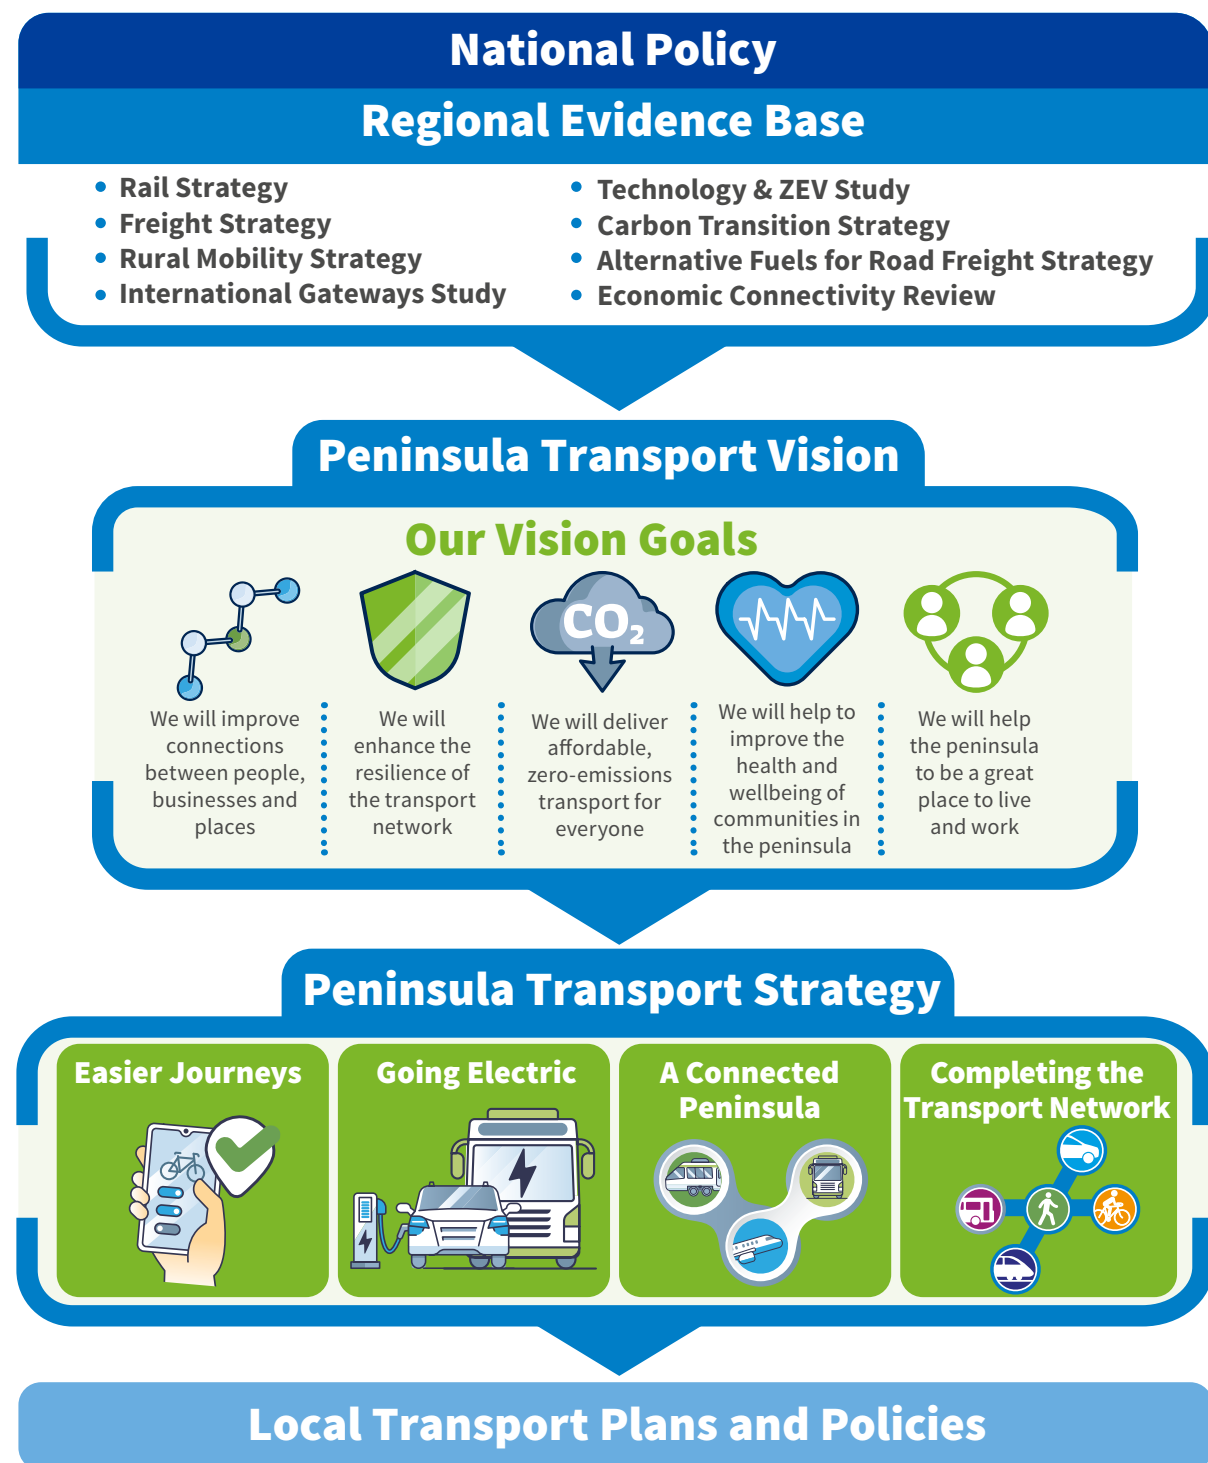 National Policy
Regional Evidence Base
• Rail Strategy
• Freight Strategy
• Rural Mobility Strategy
• International Gateways Study
• Technology & ZEV Study
• Carbon Transition Strategy
• Alternative Fuels for Road Freight Strategy
• Economic Connectivity Review
Peninsula Transport Vision
Our Vision Goals
CO₂
We will improve
connections
between people,
businesses and
places
We will
enhance the
resilience of
the transport
network
We will deliver
affordable,
zero-emissions
transport for
everyone
We will help to
improve the
health and
wellbeing of
communities in
the peninsula
We will help
the peninsula
to be a great
place to live
and work
Peninsula Transport Strategy
Easier Journeys
Going Electric
A Connected
Peninsula
Completing the
Transport Network
Local Transport Plans and Policies